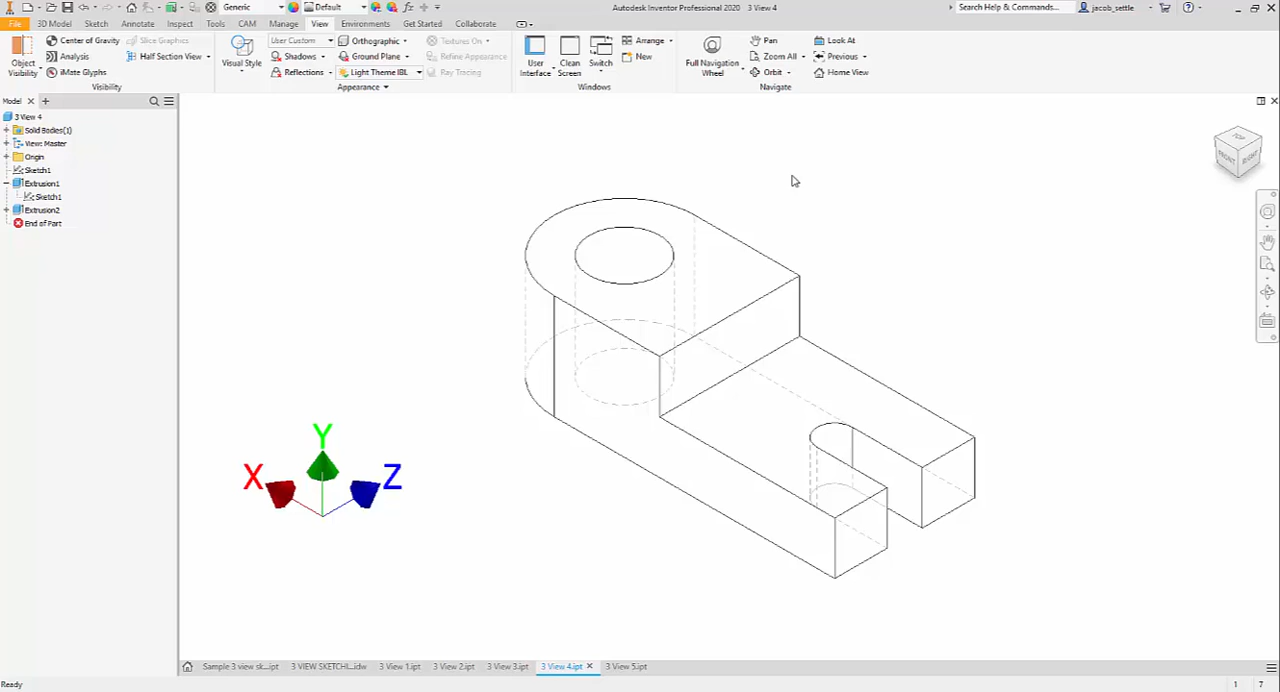 Generic Default Autodesk Inventor Professional 2020 3 View 4 Search Help & Commands... jacob_settle
File 3D Model Sketch Annotate Inspect Tools CAM Manage View Environments Get Started Collaborate
Object Visibility
Center of Gravity Slice Graphics
Analysis Half Section View
iMate Glyphs
Visibility
Visual Style
User Custom Orthographic Textures On
Shadows Ground Plane Refine Appearance
Reflections Light Theme IBL Ray Tracing
Appearance
User Interface
Clean Screen
Switch
Arrange
New
Windows
Full Navigation Wheel
Pan Look At
Zoom All Previous
Orbit Home View
Navigate
Model
3 View 4
Solid Bodies(1)
View: Master
Origin
Sketch1
Extrusion1
Sketch1
Extrusion2
End of Part
TOP
FRONT RIGHT
Y
X Z
Sample 3 view sk...ipt 3 VIEW SKETCHI...idw 3 View 1.ipt 3 View 2.ipt 3 View 3.ipt 3 View 4.ipt 3 View 5.ipt
Ready 1 7